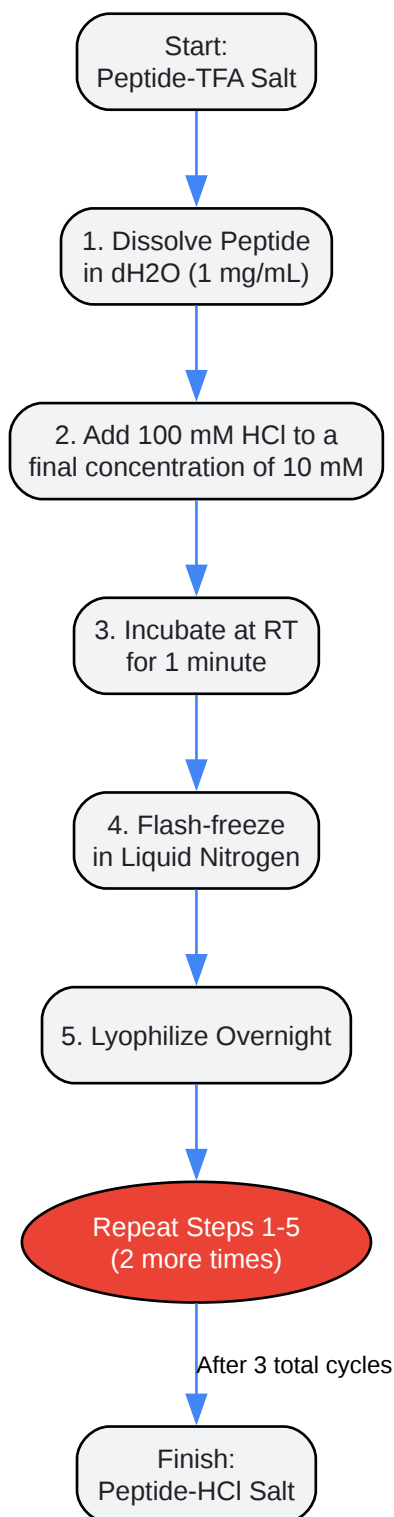 Start:
Peptide-TFA Salt
1. Dissolve Peptide
in dH2O (1 mg/mL)
2. Add 100 mM HCl to a
final concentration of 10 mM
3. Incubate at RT
for 1 minute
4. Flash-freeze
in Liquid Nitrogen
5. Lyophilize Overnight
Repeat Steps 1-5
(2 more times)
After 3 total cycles
Finish:
Peptide-HCl Salt